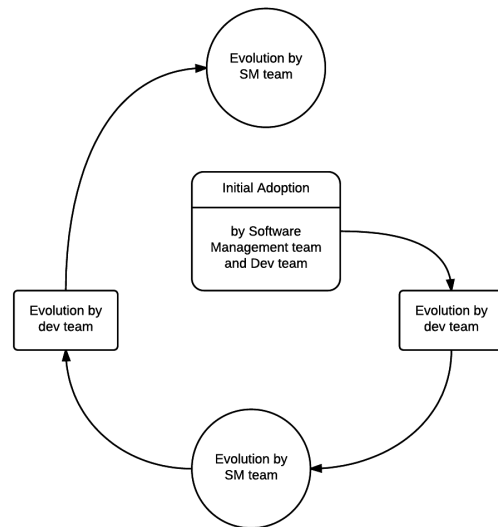 Evolution by
SM team
Initial Adoption
by Software
Management team
and Dev team
Evolution by
dev team
Evolution by
dev team
Evolution by
SM team